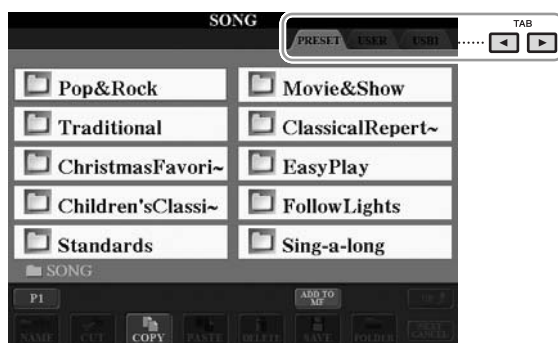 SONG
TAB
PRESET USER USB1
Pop&Rock
Movie&Show
Traditional
ClassicalRepert~
ChristmasFavori~
EasyPlay
Children'sClassi~
FollowLights
Standards
Sing-a-long
SONG
P1
ADD TO
MF
UP
NAME CUT COPY PASTE DELETE SAVE FOLDER